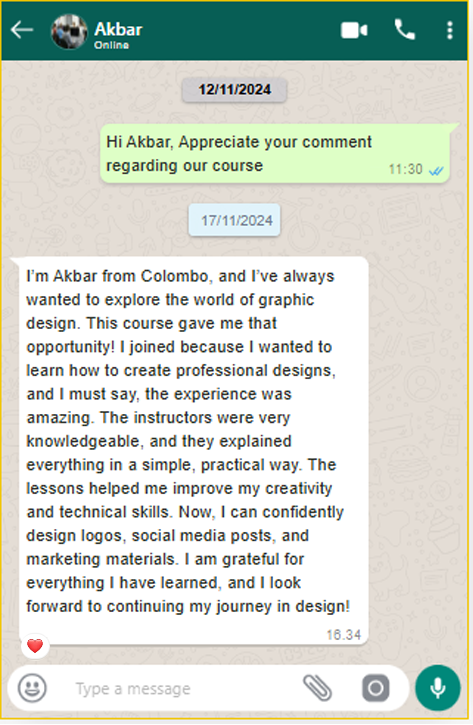 Akbar
Online
12/11/2024
Hi Akbar, Appreciate your comment
regarding our course
11:30
17/11/2024
I'm Akbar from Colombo, and I've always
wanted to explore the world of graphic
design. This course gave me that
opportunity! I joined because I wanted to
learn how to create professional designs,
and I must say, the experience was
amazing. The instructors were very
knowledgeable, and they explained
everything in a simple, practical way. The
lessons helped me improve my creativity
and technical skills. Now, I can confidently
design logos, social media posts, and
marketing materials. I am grateful for
everything I have learned, and I look
forward to continuing my journey in design!
16.34
Type a message